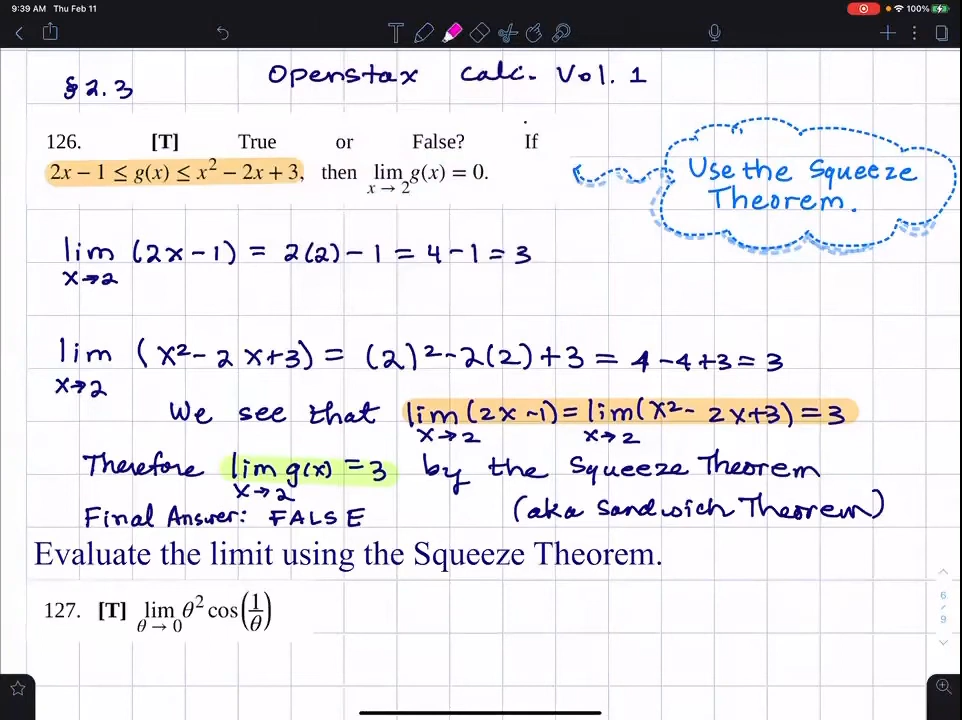 9:39 AM Thu Feb 11
100%
§ 2.3 Openstax Calc. Vol. 1
126. [T] True or False? If
2x − 1 ≤ g(x) ≤ x² − 2x + 3, then lim x → 2 g(x) = 0.
Use the Squeeze
Theorem.
lim x→2 (2x−1) = 2(2)−1 = 4−1 = 3
lim x→2 (x²−2x+3) = (2)²−2(2)+3 = 4−4+3 = 3
We see that lim x→2 (2x−1) = lim x→2 (x²−2x+3) = 3
Therefore lim x→2 g(x) = 3 by the Squeeze Theorem
(aka Sandwich Theorem)
Final Answer: FALSE
Evaluate the limit using the Squeeze Theorem.
127. [T] lim θ → 0 θ² cos(1/θ)
6/9